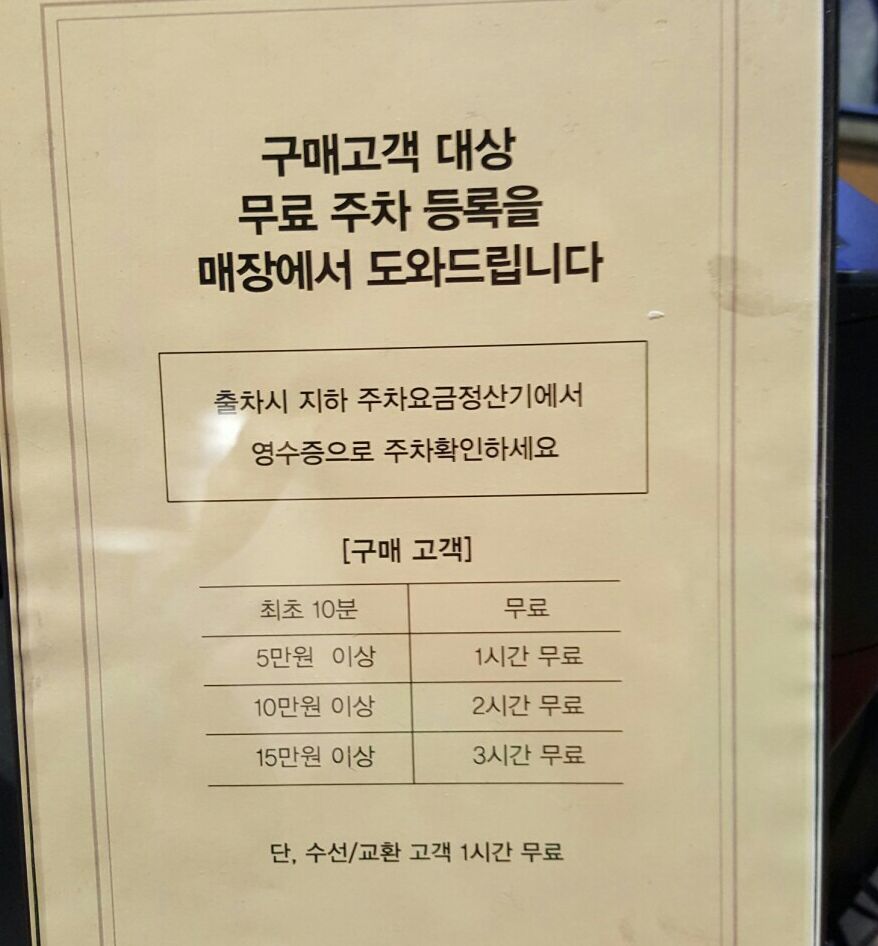 구매고객 대상
무료 주차 등록을
매장에서 도와드립니다
출차시 지하 주차요금정산기에서
영수증으로 주차확인하세요
[구매 고객]
최초 10분 무료
5만원 이상 1시간 무료
10만원 이상 2시간 무료
15만원 이상 3시간 무료
단, 수선/교환 고객 1시간 무료